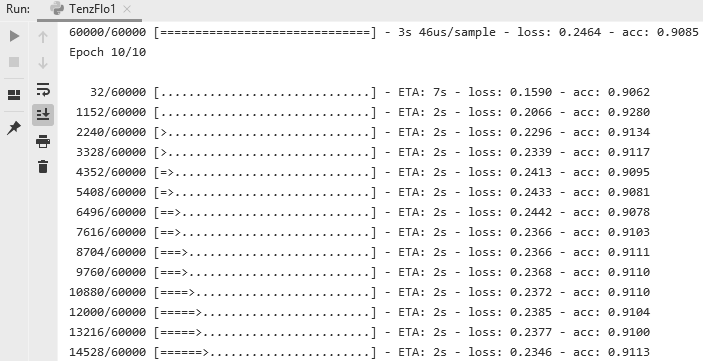 Run: TenzFlo1 ×
60000/60000 [==============================] - 3s 46us/sample - loss: 0.2464 - acc: 0.9085
Epoch 10/10
32/60000 [..............................] - ETA: 7s - loss: 0.1590 - acc: 0.9062
1152/60000 [..............................] - ETA: 2s - loss: 0.2066 - acc: 0.9280
2240/60000 [>.............................] - ETA: 2s - loss: 0.2296 - acc: 0.9134
3328/60000 [>.............................] - ETA: 2s - loss: 0.2339 - acc: 0.9117
4352/60000 [=>............................] - ETA: 2s - loss: 0.2413 - acc: 0.9095
5408/60000 [=>............................] - ETA: 2s - loss: 0.2433 - acc: 0.9081
6496/60000 [==>...........................] - ETA: 2s - loss: 0.2442 - acc: 0.9078
7616/60000 [==>...........................] - ETA: 2s - loss: 0.2366 - acc: 0.9103
8704/60000 [===>..........................] - ETA: 2s - loss: 0.2366 - acc: 0.9111
9760/60000 [===>..........................] - ETA: 2s - loss: 0.2368 - acc: 0.9110
10880/60000 [====>.........................] - ETA: 2s - loss: 0.2372 - acc: 0.9110
12000/60000 [=====>........................] - ETA: 2s - loss: 0.2385 - acc: 0.9104
13216/60000 [=====>........................] - ETA: 2s - loss: 0.2377 - acc: 0.9100
14528/60000 [======>.......................] - ETA: 2s - loss: 0.2346 - acc: 0.9113